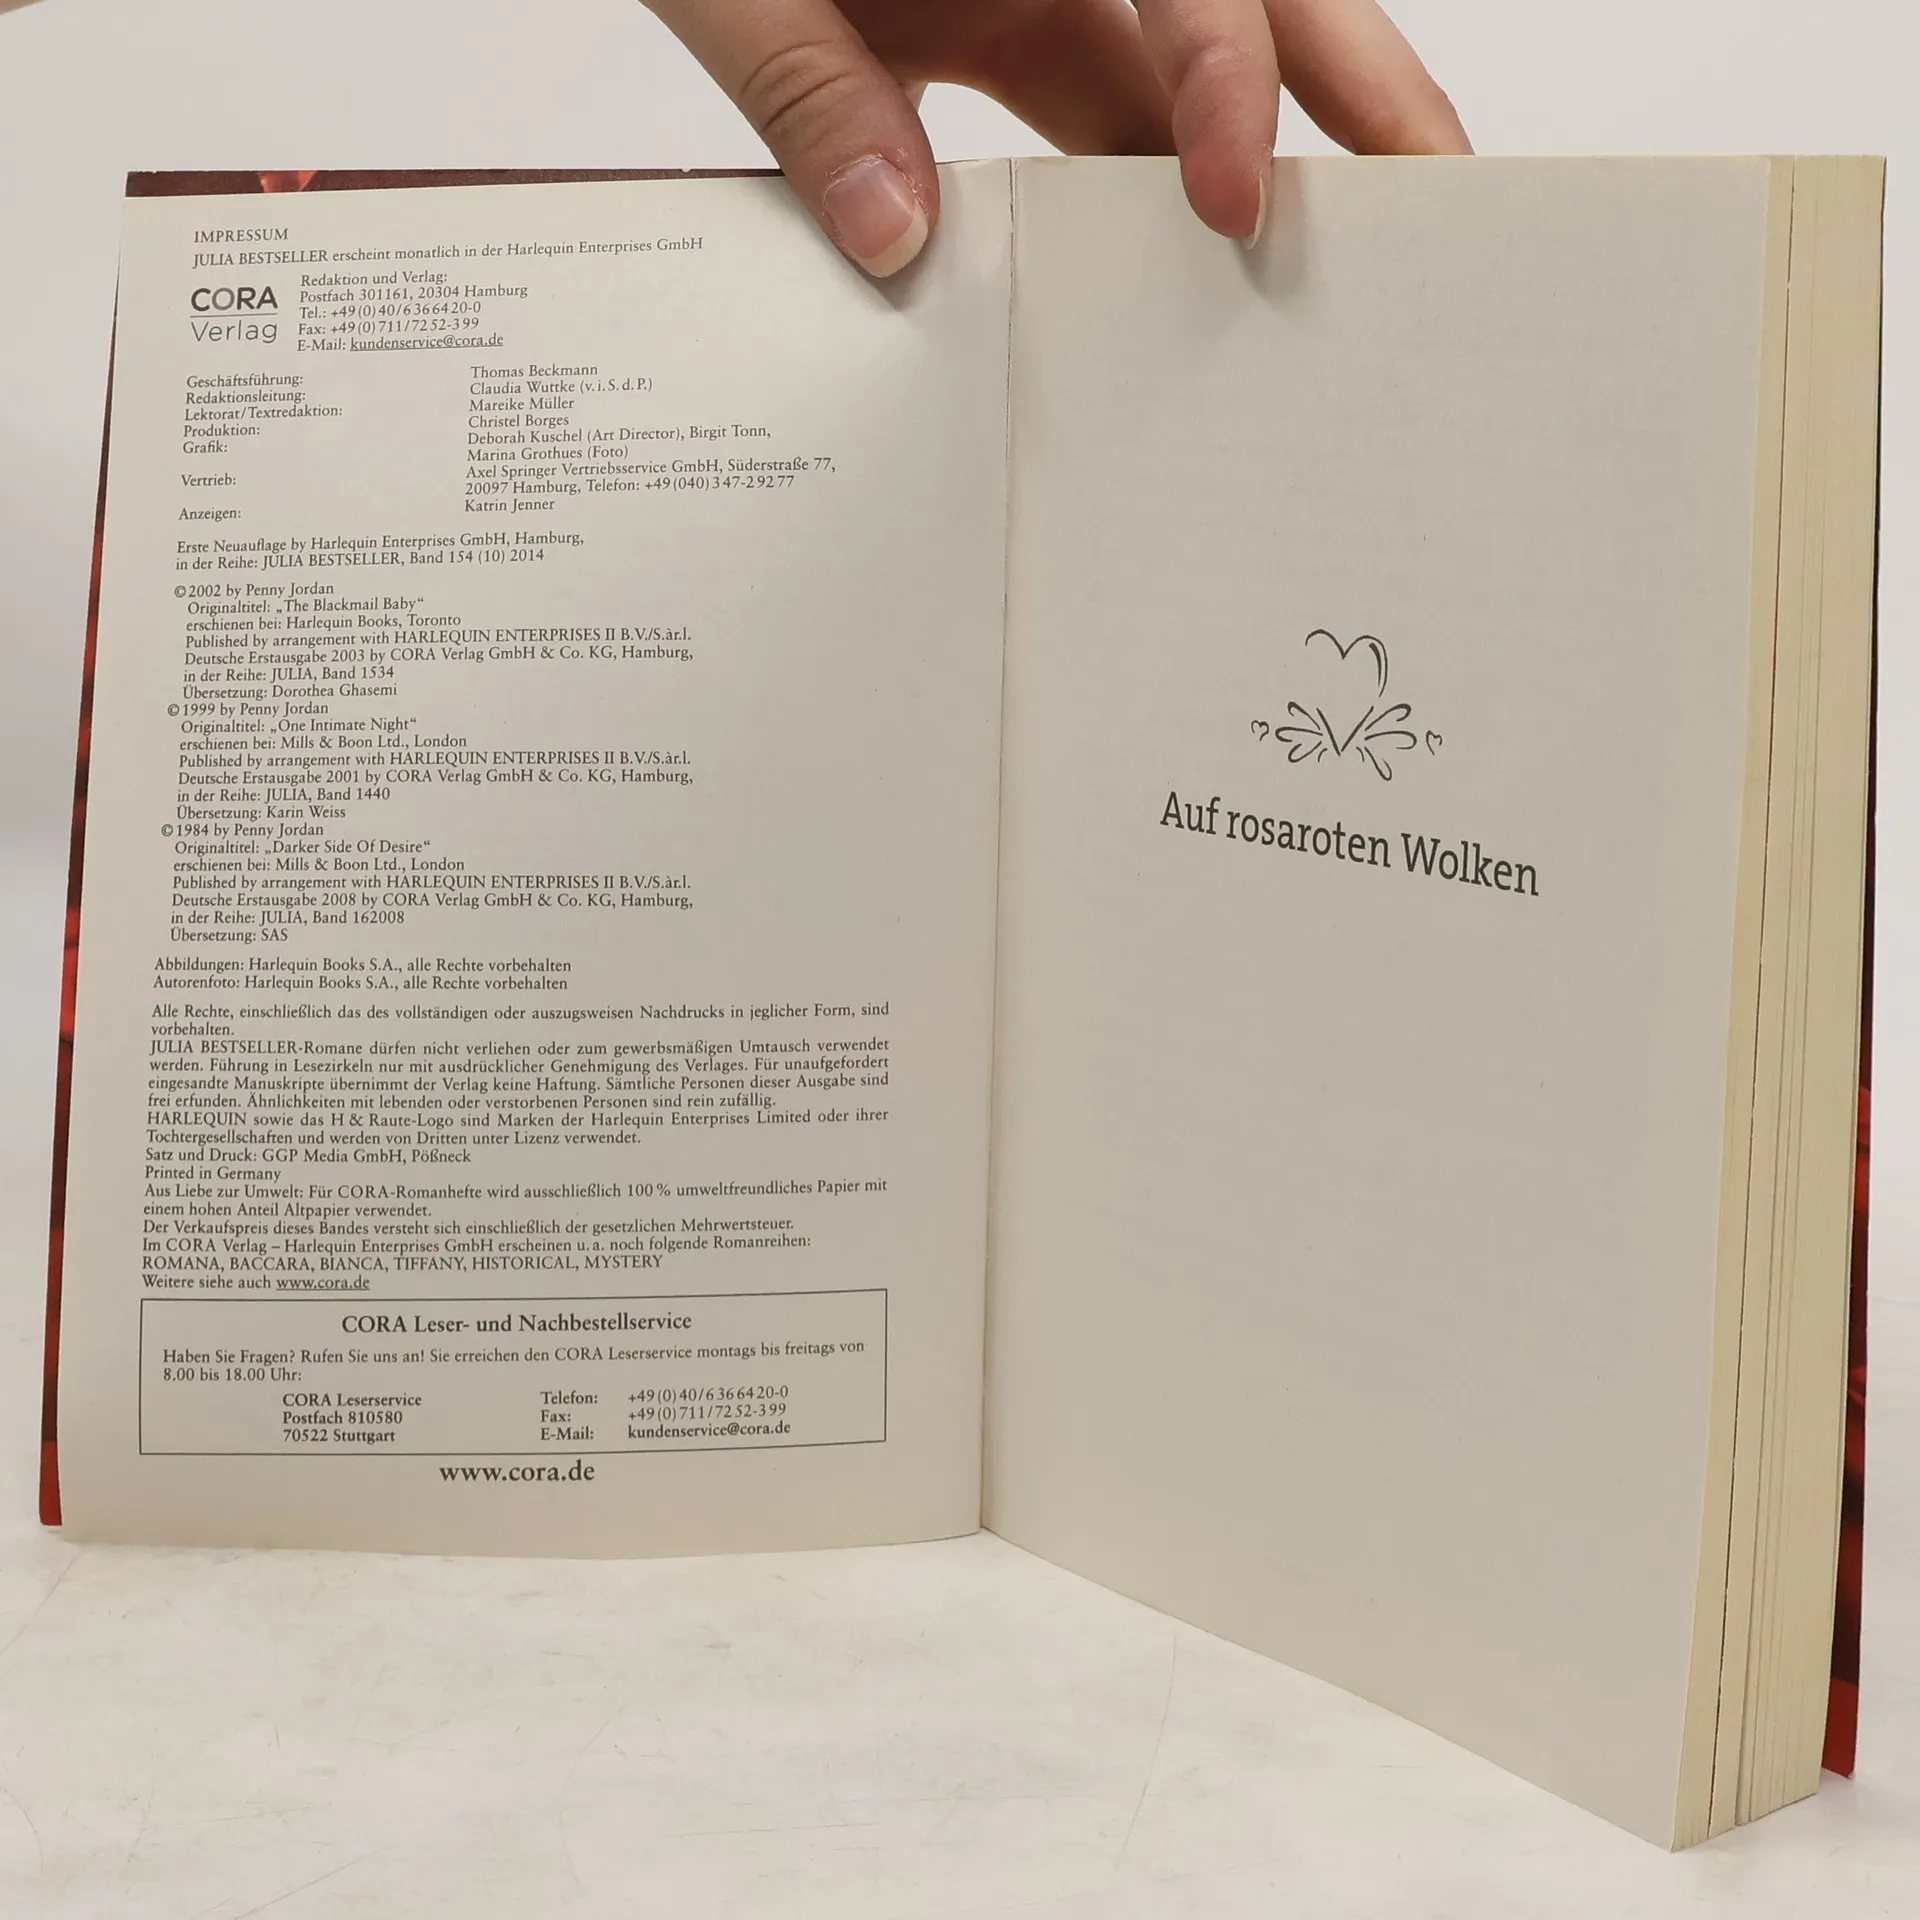 IMPRESSUM
JULIA BESTSELLER erscheint monatlich in der Harlequin Enterprises GmbH
CORA
Verlag
Redaktion und Verlag:
Postfach 301161, 20304 Hamburg
Tel.: +49(0)40/6366420-0
Fax: +49(0)711/7252-399
E-Mail: kundenservice@cora.de
Geschäftsführung: Thomas Beckmann
Redaktionsleitung: Claudia Wuttke (v.i.S.d.P.)
Lektorat/Textredaktion: Mareike Müller
Produktion: Christel Borges
Grafik: Deborah Kuschel (Art Director), Birgit Tonn,
Marina Grothues (Foto)
Vertrieb: Axel Springer Vertriebsservice GmbH, Süderstraße 77,
20097 Hamburg, Telefon: +49(040)347-29277
Anzeigen: Katrin Jenner
Erste Neuauflage by Harlequin Enterprises GmbH, Hamburg,
in der Reihe: JULIA BESTSELLER, Band 154 (10) 2014
©2002 by Penny Jordan
Originaltitel: „The Blackmail Baby“
erschienen bei: Harlequin Books, Toronto
Published by arrangement with HARLEQUIN ENTERPRISES II B.V./S.àr.l.
Deutsche Erstausgabe 2003 by CORA Verlag GmbH & Co. KG, Hamburg,
in der Reihe: JULIA, Band 1534
Übersetzung: Dorothea Ghasemi
©1999 by Penny Jordan
Originaltitel: „One Intimate Night“
erschienen bei: Mills & Boon Ltd., London
Published by arrangement with HARLEQUIN ENTERPRISES II B.V./S.àr.l.
Deutsche Erstausgabe 2001 by CORA Verlag GmbH & Co. KG, Hamburg,
in der Reihe: JULIA, Band 1440
Übersetzung: Karin Weiss
©1984 by Penny Jordan
Originaltitel: „Darker Side Of Desire“
erschienen bei: Mills & Boon Ltd., London
Published by arrangement with HARLEQUIN ENTERPRISES II B.V./S.àr.l.
Deutsche Erstausgabe 2008 by CORA Verlag GmbH & Co. KG, Hamburg,
in der Reihe: JULIA, Band 162008
Übersetzung: SAS
Abbildungen: Harlequin Books S.A., alle Rechte vorbehalten
Autorenfoto: Harlequin Books S.A., alle Rechte vorbehalten
Alle Rechte, einschließlich das des vollständigen oder auszugsweisen Nachdrucks in jeglicher Form, sind
vorbehalten.
JULIA BESTSELLER-Romane dürfen nicht verliehen oder zum gewerbsmäßigen Umtausch verwendet
werden. Führung in Lesezirkeln nur mit ausdrücklicher Genehmigung des Verlages. Für unaufgefordert
eingesandte Manuskripte übernimmt der Verlag keine Haftung. Sämtliche Personen dieser Ausgabe sind
frei erfunden. Ähnlichkeiten mit lebenden oder verstorbenen Personen sind rein zufällig.
HARLEQUIN sowie das H & Raute-Logo sind Marken der Harlequin Enterprises Limited oder ihrer
Tochtergesellschaften und werden von Dritten unter Lizenz verwendet.
Satz und Druck: GGP Media GmbH, Pößneck
Printed in Germany
Aus Liebe zur Umwelt: Für CORA-Romanhefte wird ausschließlich 100% umweltfreundliches Papier mit
einem hohen Anteil Altpapier verwendet.
Der Verkaufspreis dieses Bandes versteht sich einschließlich der gesetzlichen Mehrwertsteuer.
Im CORA Verlag – Harlequin Enterprises GmbH erscheinen u.a. noch folgende Romanreihen:
ROMANA, BACCARA, BIANCA, TIFFANY, HISTORICAL, MYSTERY
Weitere siehe auch www.cora.de
CORA Leser- und Nachbestellservice
Haben Sie Fragen? Rufen Sie uns an! Sie erreichen den CORA Leserservice montags bis freitags von
8.00 bis 18.00 Uhr:
CORA Leserservice Telefon: +49(0)40/6366420-0
Postfach 810580 Fax: +49(0)711/7252-399
70522 Stuttgart E-Mail: kundenservice@cora.de
www.cora.de
Auf rosaroten Wolken